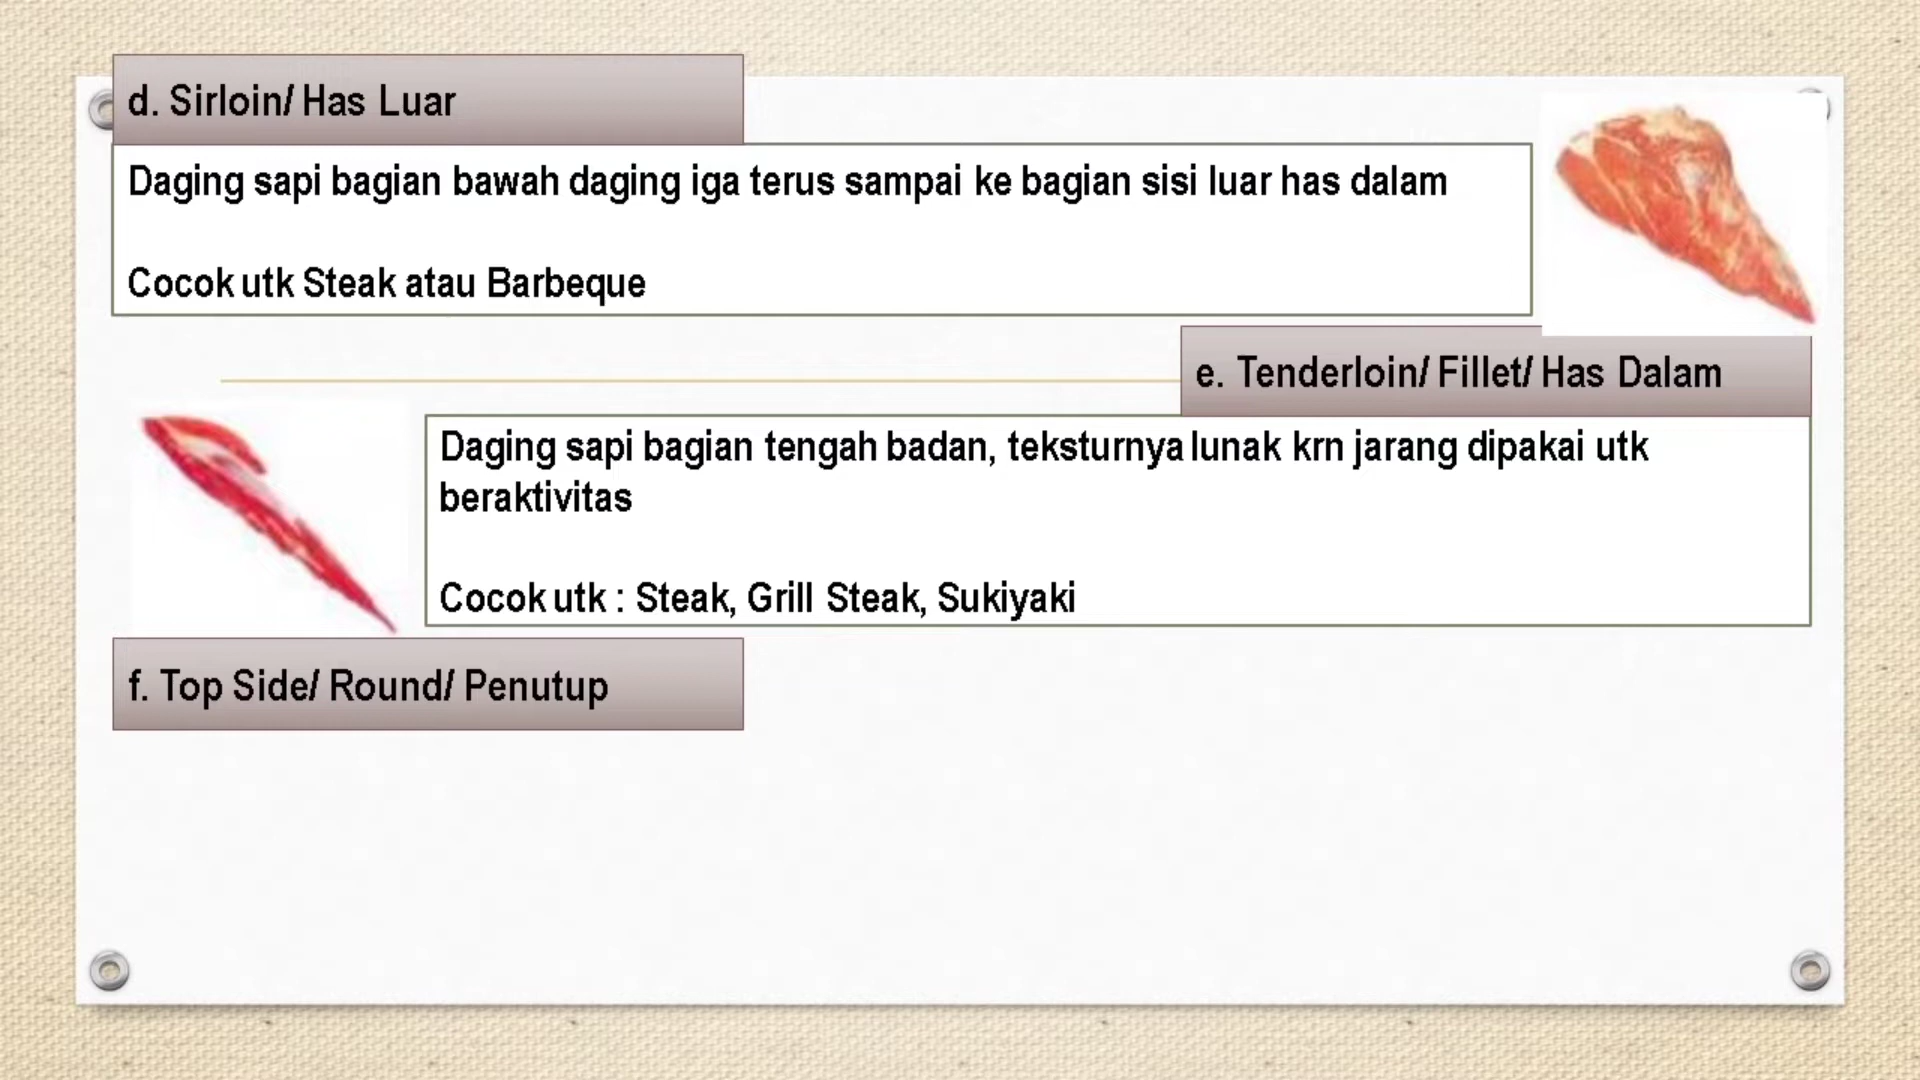 d. Sirloin/ Has Luar
Daging sapi bagian bawah daging iga terus sampai ke bagian sisi luar has dalam
Cocok utk Steak atau Barbeque
e. Tenderloin/ Fillet/ Has Dalam
Daging sapi bagian tengah badan, teksturnya lunak krn jarang dipakai utk
beraktivitas
Cocok utk : Steak, Grill Steak, Sukiyaki
f. Top Side/ Round/ Penutup